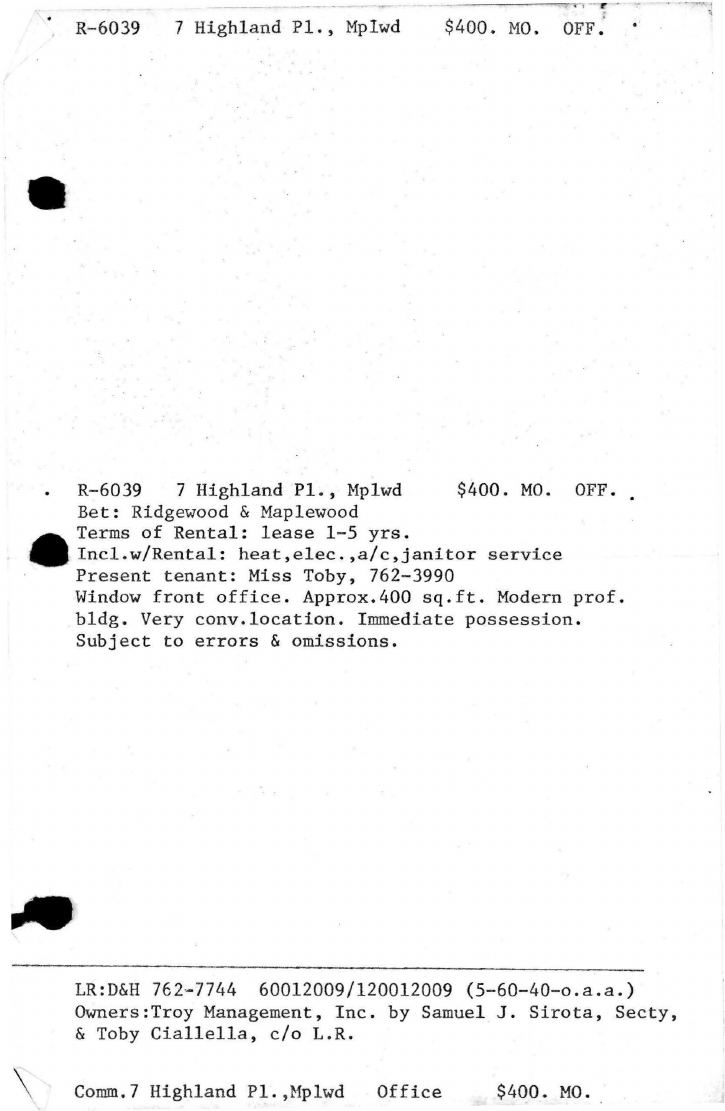 R-6039 7 Highland Pl., Mplwd $400. MO. OFF.
R-6039 7 Highland Pl., Mplwd $400. MO. OFF.
Bet: Ridgewood & Maplewood
Terms of Rental: lease 1-5 yrs.
Incl.w/Rental: heat,elec.,a/c,janitor service
Present tenant: Miss Toby, 762-3990
Window front office. Approx.400 sq.ft. Modern prof.
bldg. Very conv.location. Immediate possession.
Subject to errors & omissions.
LR:D&H 762-7744 60012009/120012009 (5-60-40-o.a.a.)
Owners:Troy Management, Inc. by Samuel J. Sirota, Secty,
& Toby Ciallella, c/o L.R.
Comm.7 Highland Pl.,Mplwd Office $400. MO.